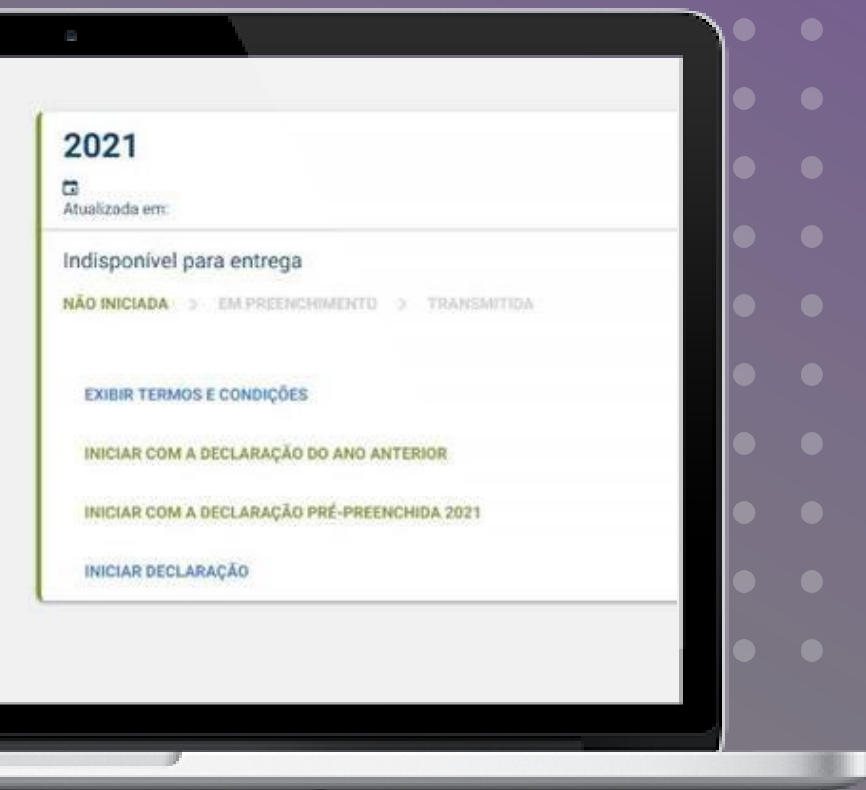 2021
Atualizada em:
Indisponível para entrega
NÃO INICIADA > EM PREENCHIMENTO > TRANSMITIDA
EXIBIR TERMOS E CONDIÇÕES
INICIAR COM A DECLARAÇÃO DO ANO ANTERIOR
INICIAR COM A DECLARAÇÃO PRÉ-PREENCHIDA 2021
INICIAR DECLARAÇÃO